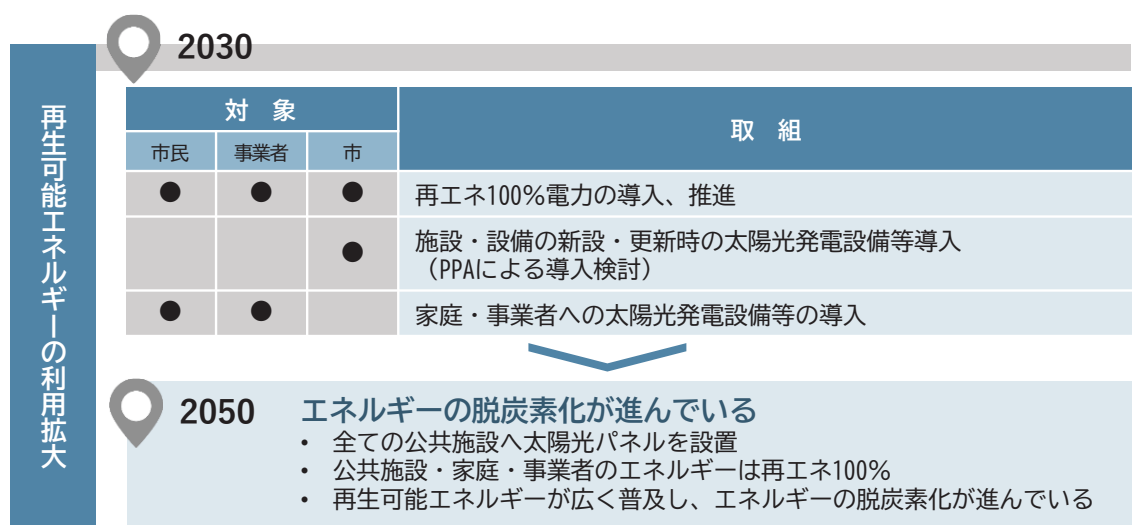 再生可能エネルギーの利用拡大
2030
対 象
取 組
市民
事業者
市
● ● ● 再エネ100％電力の導入、推進
● 施設・設備の新設・更新時の太陽光発電設備等導入
（PPAによる導入検討）
● ● 家庭・事業者への太陽光発電設備等の導入
2050 エネルギーの脱炭素化が進んでいる
• 全ての公共施設へ太陽光パネルを設置
• 公共施設・家庭・事業者のエネルギーは再エネ100％
• 再生可能エネルギーが広く普及し、エネルギーの脱炭素化が進んでいる